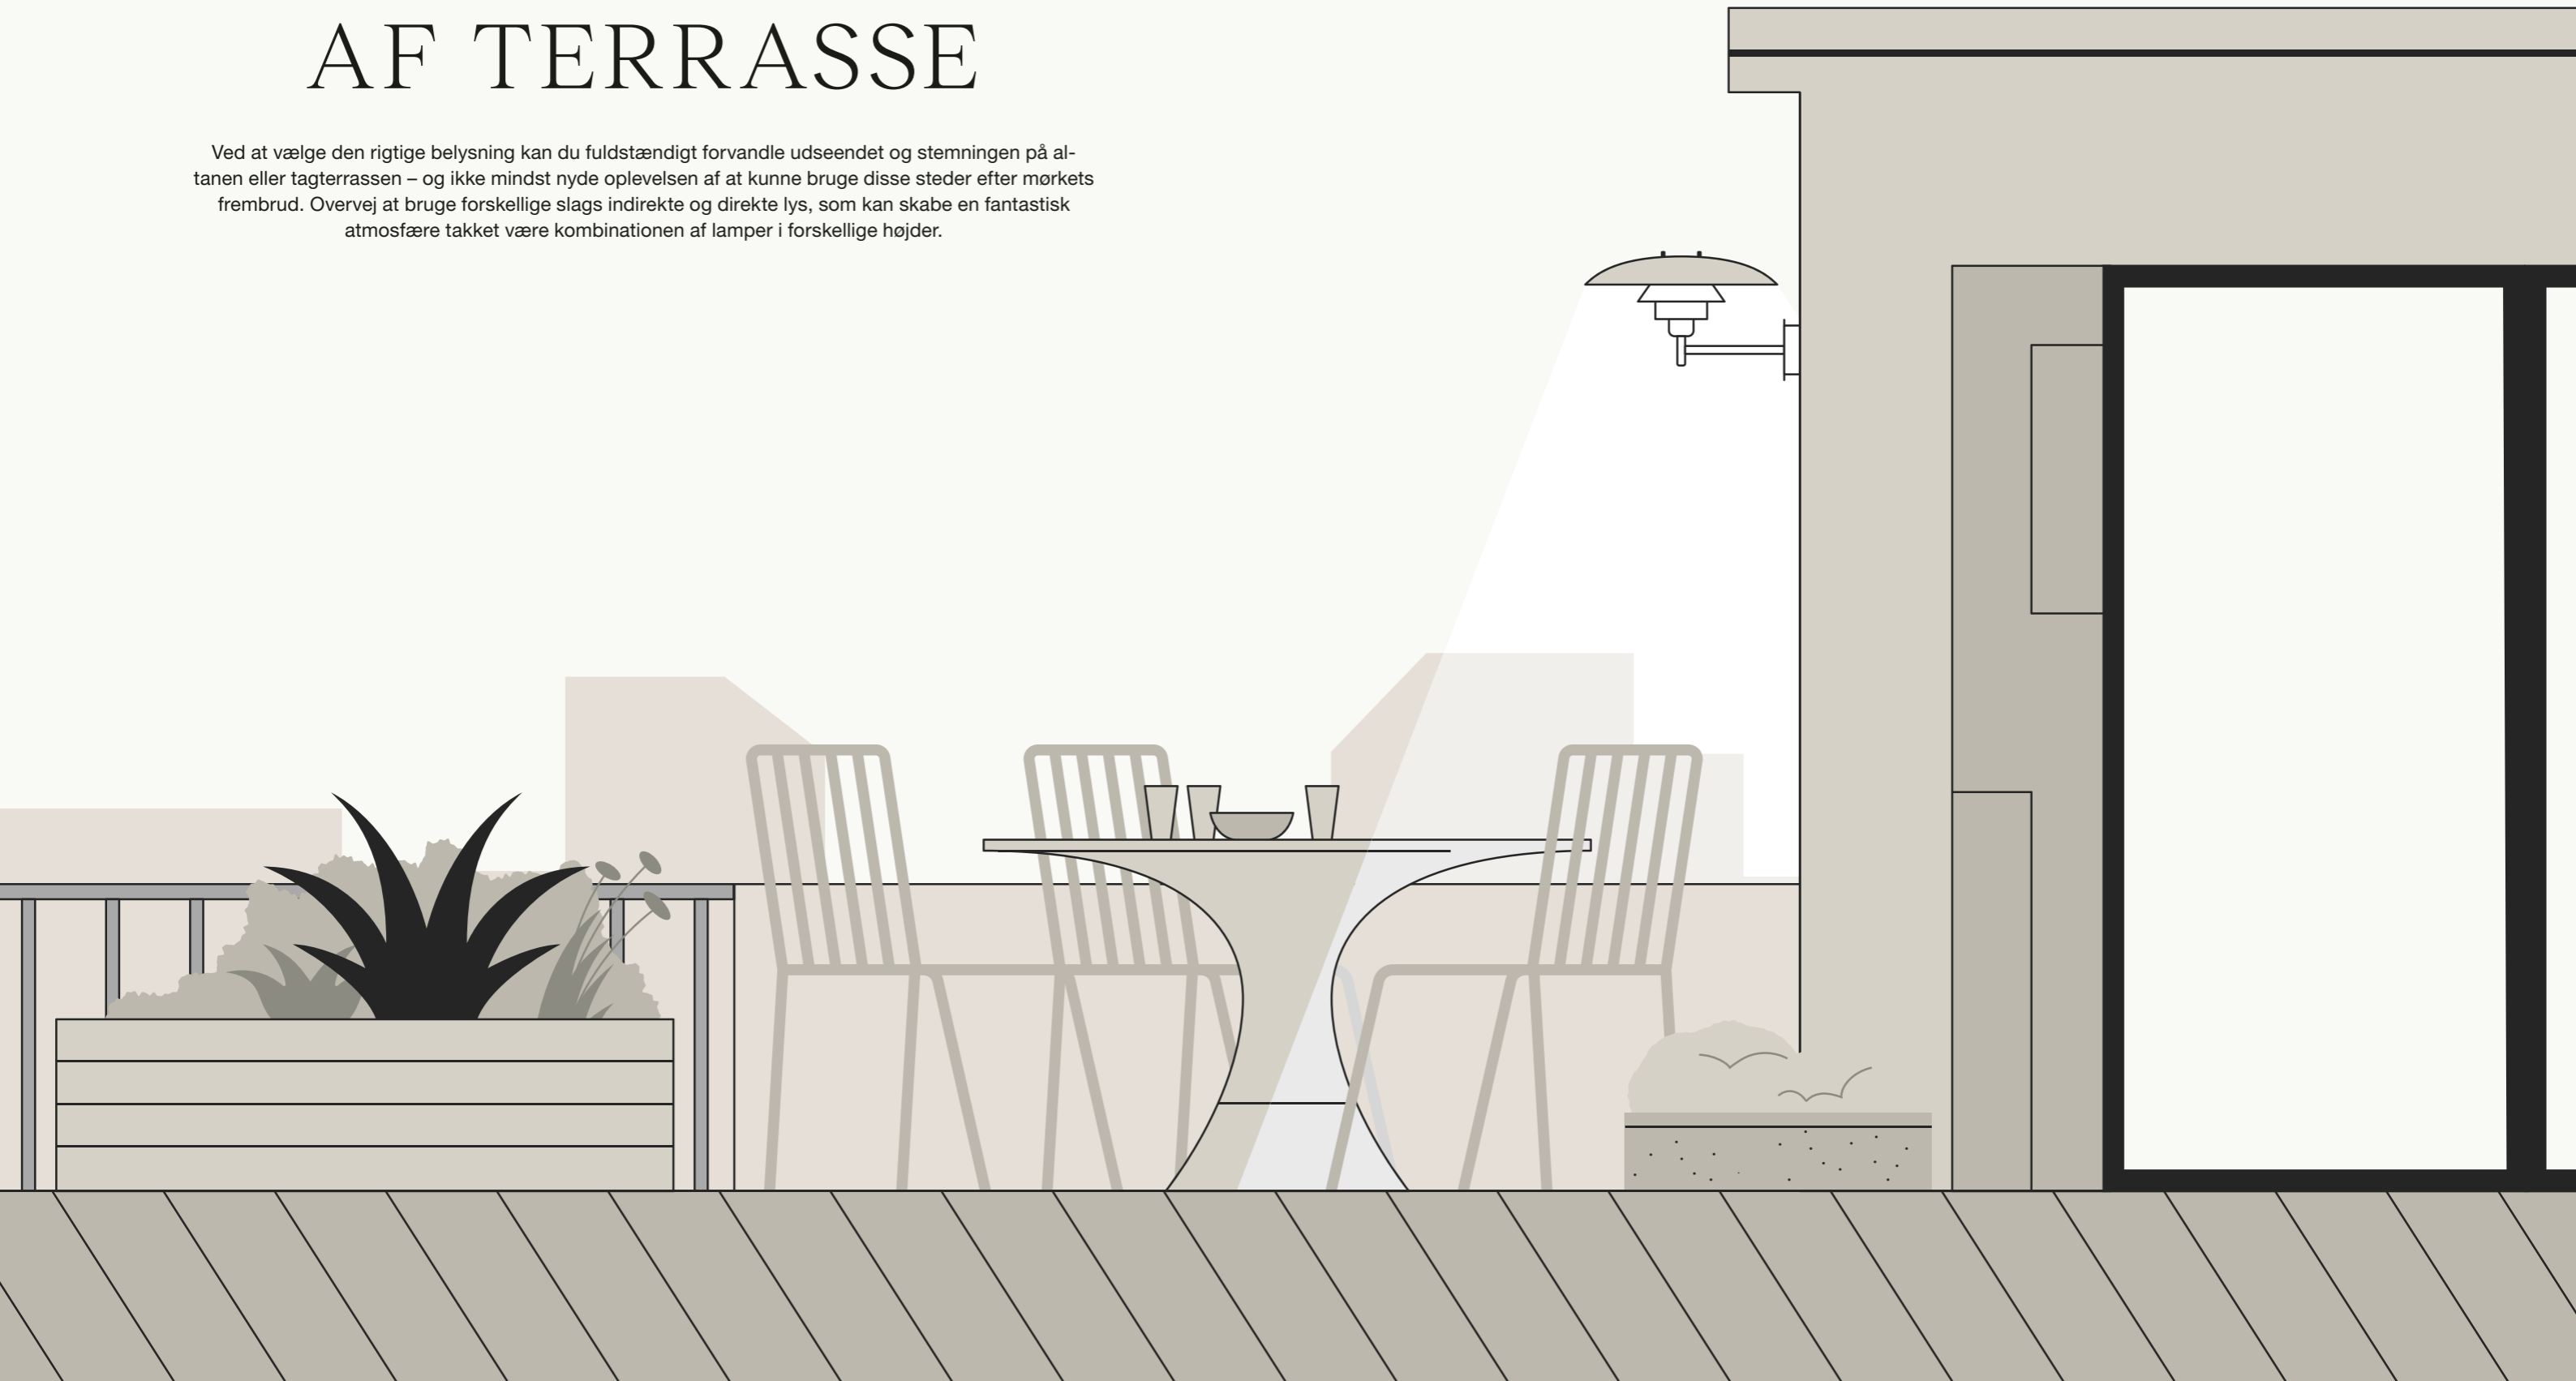 AF TERRASSE
Ved at vælge den rigtige belysning kan du fuldstændigt forvandle udseendet og stemningen på al-
tanen eller tagterrassen – og ikke mindst nyde oplevelsen af at kunne bruge disse steder efter mørkets
frembrud. Overvej at bruge forskellige slags indirekte og direkte lys, som kan skabe en fantastisk
atmosfære takket være kombinationen af lamper i forskellige højder.